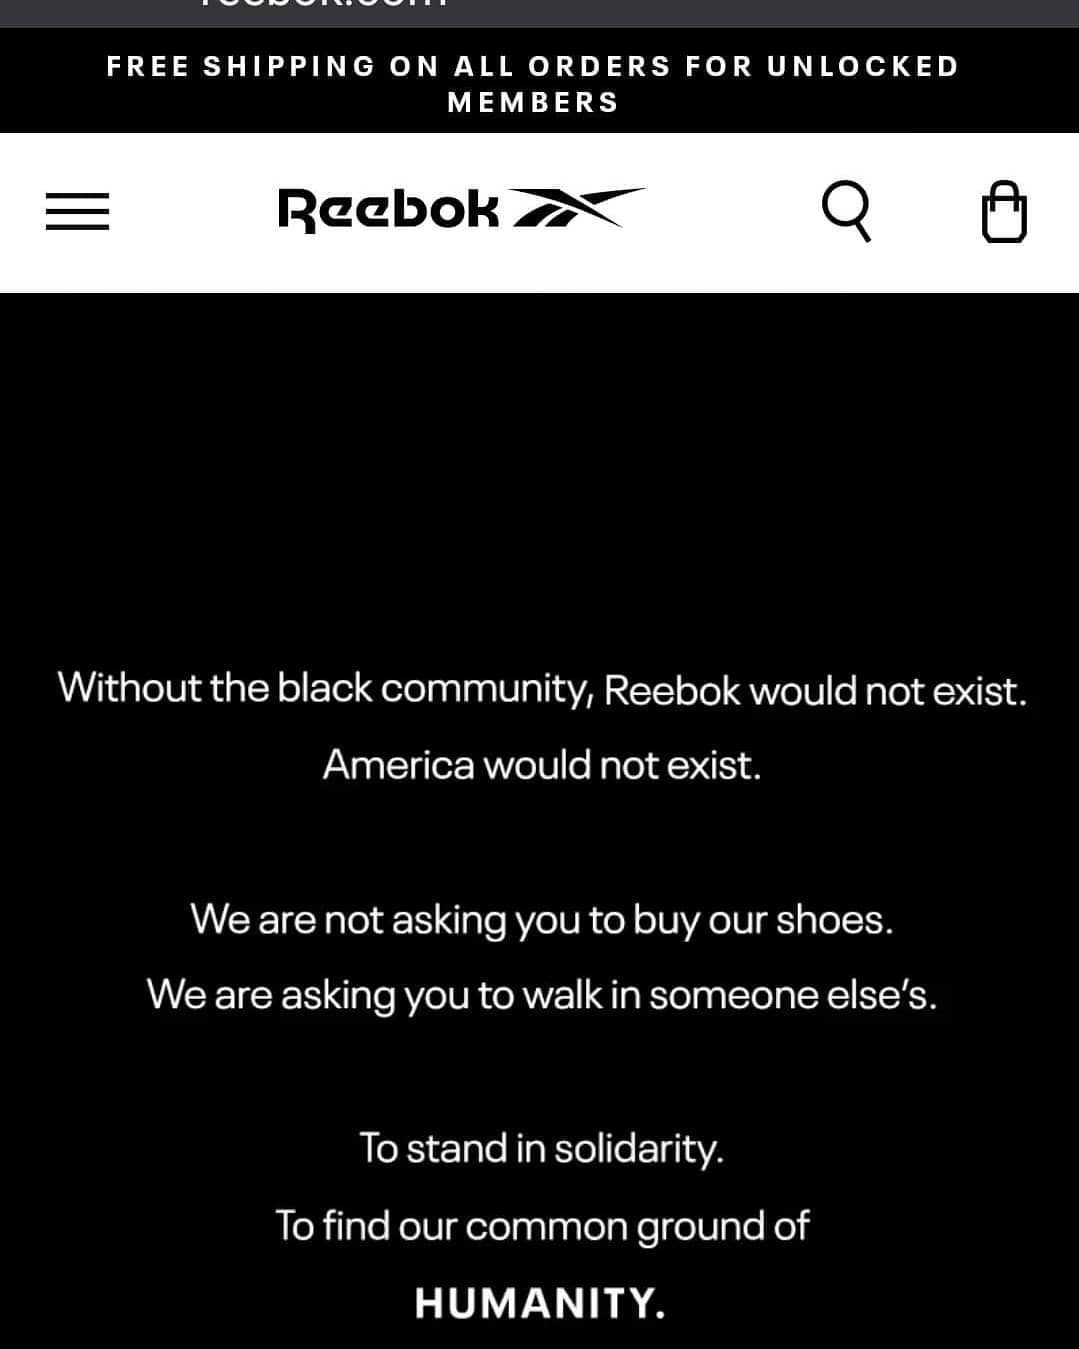 reebok.com
FREE SHIPPING ON ALL ORDERS FOR UNLOCKED
MEMBERS
Reebok
Without the black community, Reebok would not exist.
America would not exist.
We are not asking you to buy our shoes.
We are asking you to walk in someone else's.
To stand in solidarity.
To find our common ground of
HUMANITY.